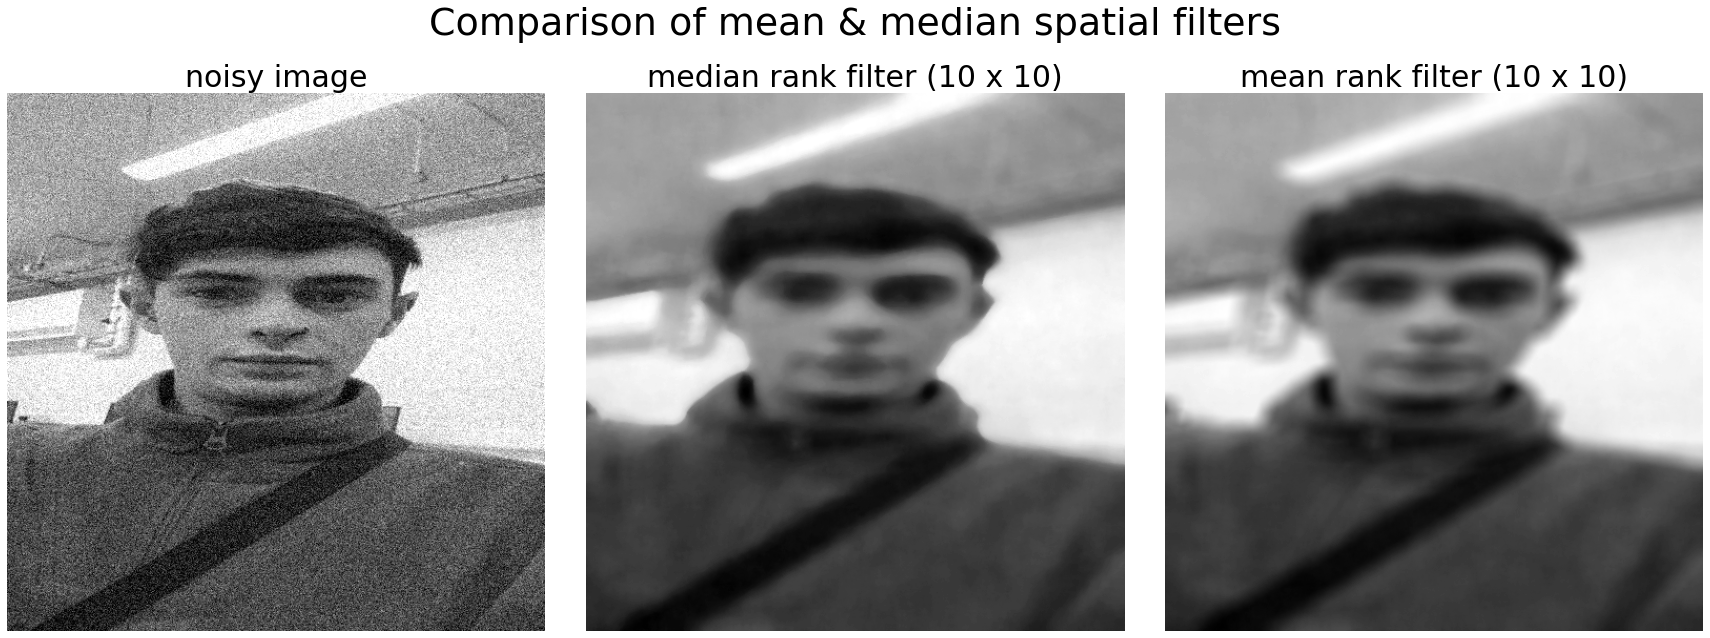 Comparison of mean & median spatial filters
noisy image
median rank filter (10 x 10)
mean rank filter (10 x 10)